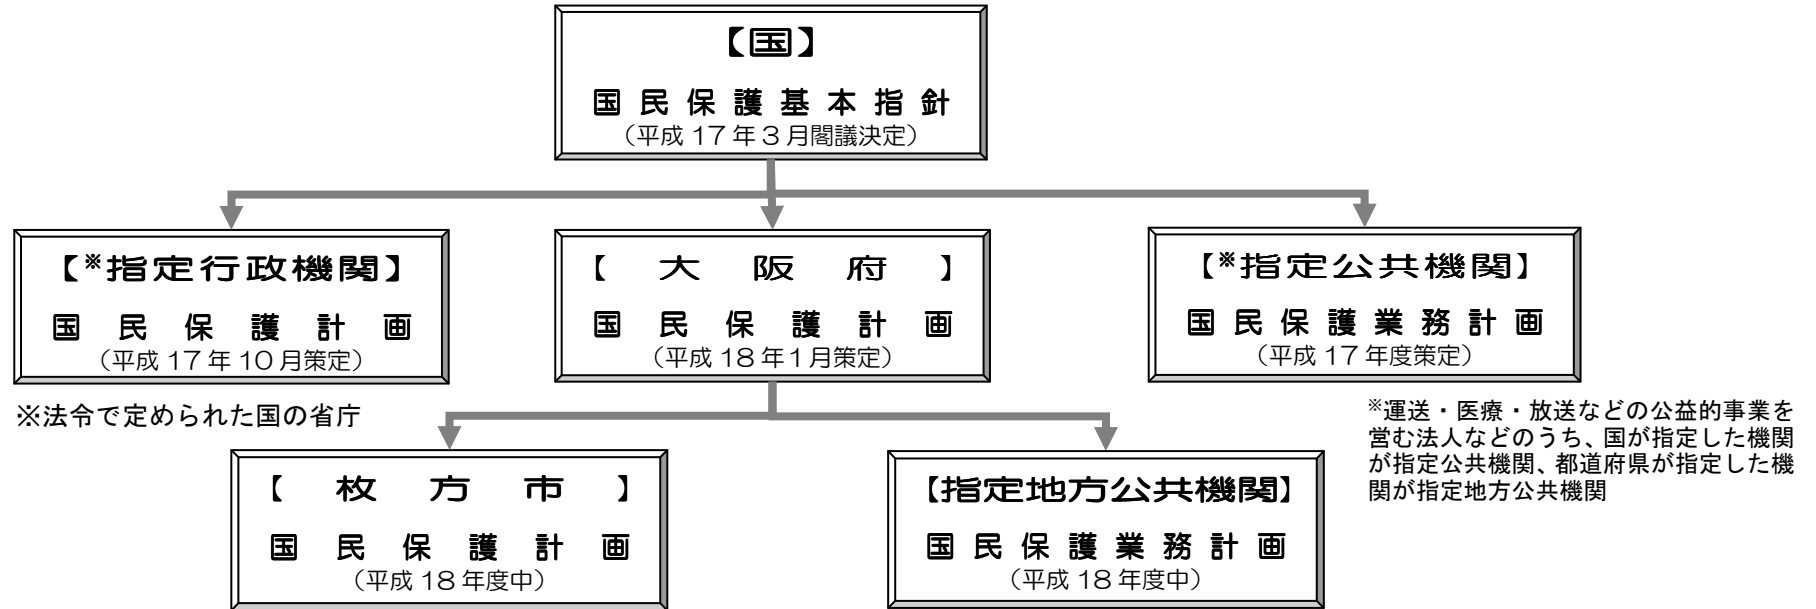 【国】
国民保護基本指針
（平成17年3月閣議決定）
【※指定行政機関】
国民保護計画
（平成17年10月策定）
【大阪府】
国民保護計画
（平成18年1月策定）
【※指定公共機関】
国民保護業務計画
（平成17年度策定）
※法令で定められた国の省庁
※運送・医療・放送などの公益的事業を
営む法人などのうち、国が指定した機関
が指定公共機関、都道府県が指定した機
関が指定地方公共機関
【枚方市】
国民保護計画
（平成18年度中）
【指定地方公共機関】
国民保護業務計画
（平成18年度中）